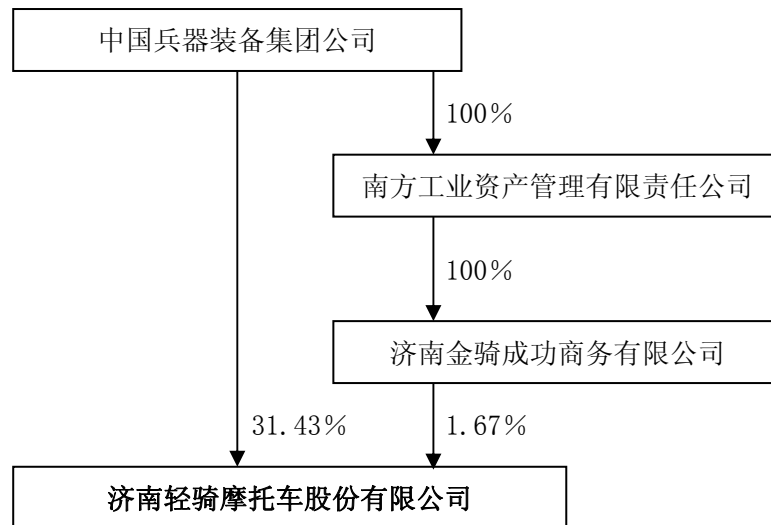 中国兵器装备集团公司
100％
南方工业资产管理有限责任公司
100％
济南金骑成功商务有限公司
31.43％
1.67％
济南轻骑摩托车股份有限公司